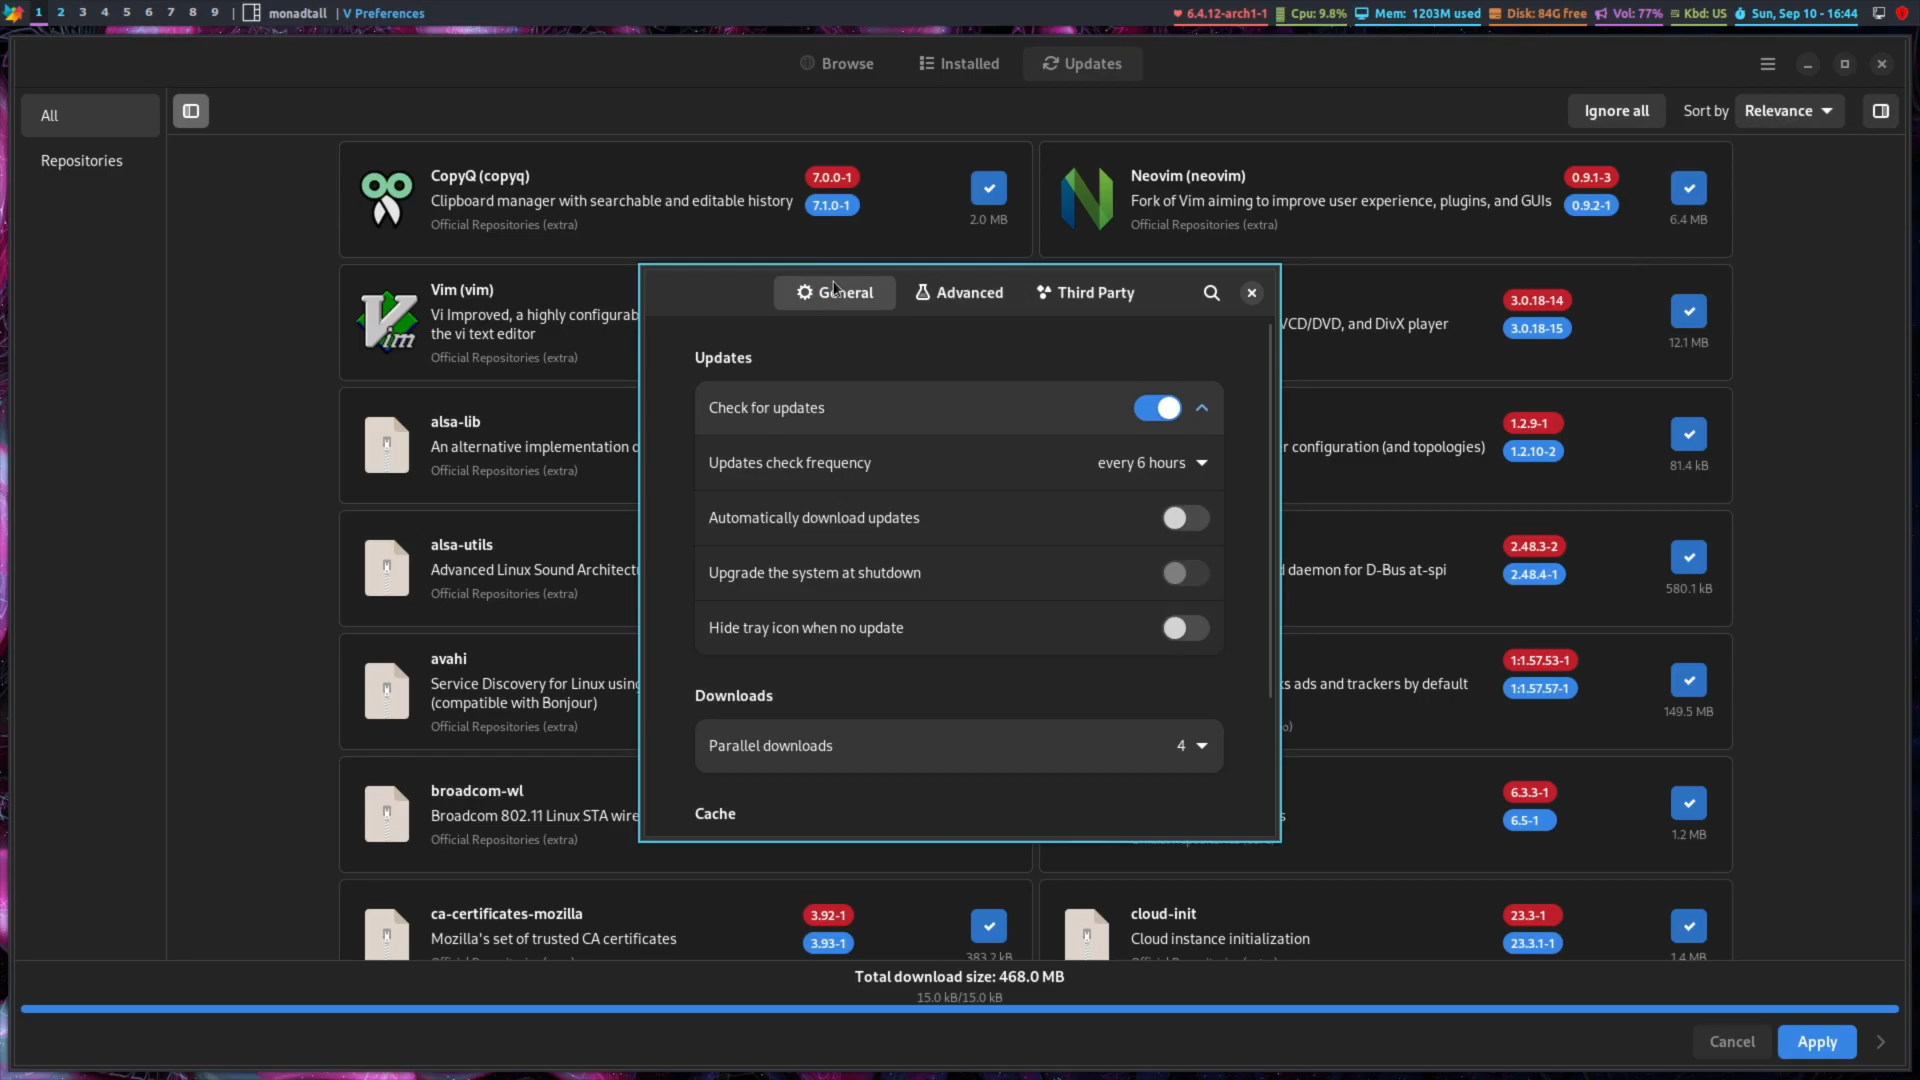 1 2 3 4 5 6 7 8 9 | monadtall | V Preferences
6.4.12-arch1-1 Cpu: 9.8% Mem: 1203M used Disk: 84G free Vol: 77% Kbd: US Sun, Sep 10 - 16:44
Browse Installed Updates
All
Repositories
Ignore all Sort by Relevance
CopyQ (copyq)
Clipboard manager with searchable and editable history
Official Repositories (extra)
7.0.0-1
7.1.0-1
2.0 MB
Neovim (neovim)
Fork of Vim aiming to improve user experience, plugins, and GUIs
Official Repositories (extra)
0.9.1-3
0.9.2-1
6.4 MB
Vim (vim)
Vi Improved, a highly configurab
the vi text editor
Official Repositories (extra)
VCD/DVD, and DivX player
3.0.18-14
3.0.18-15
12.1 MB
alsa-lib
An alternative implementation o
Official Repositories (extra)
r configuration (and topologies)
1.2.9-1
1.2.10-2
81.4 kB
alsa-utils
Advanced Linux Sound Architectu
Official Repositories (extra)
d daemon for D-Bus at-spi
2.48.3-2
2.48.4-1
580.1 kB
avahi
Service Discovery for Linux using
(compatible with Bonjour)
Official Repositories (extra)
ks ads and trackers by default
1:1.57.53-1
1:1.57.57-1
149.5 MB
broadcom-wl
Broadcom 802.11 Linux STA wire
Official Repositories (extra)
s
6.3.3-1
6.5-1
1.2 MB
ca-certificates-mozilla
Mozilla's set of trusted CA certificates
3.92-1
3.93-1
383.2 kB
cloud-init
Cloud instance initialization
23.3-1
23.3.1-1
1.4 MB
General Advanced Third Party
Updates
Check for updates
Updates check frequency every 6 hours
Automatically download updates
Upgrade the system at shutdown
Hide tray icon when no update
Downloads
Parallel downloads 4
Cache
Total download size: 468.0 MB
15.0 kB/15.0 kB
Cancel Apply